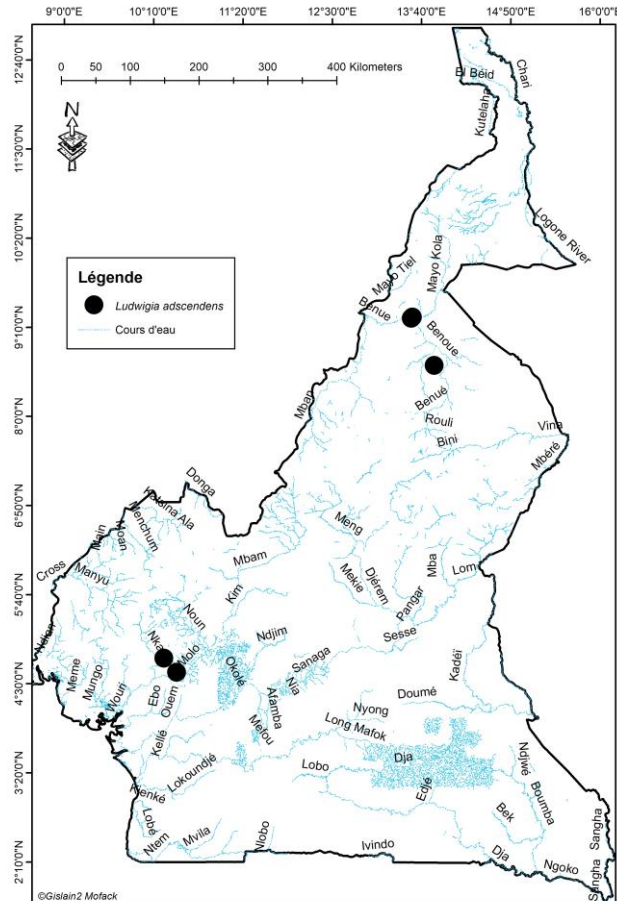 9°0'0"E 10°10'0"E 11°20'0"E 12°30'0"E 13°40'0"E 14°50'0"E 16°0'0"E
12°40'0"N
11°30'0"N
10°20'0"N
9°10'0"N
8°0'0"N
6°50'0"N
5°40'0"N
4°30'0"N
3°20'0"N
2°10'0"N
0 50 100 200 300 400 Kilometers
N
El Béid
Chari
Kutelaha
Logone River
Légende
Ludwigia adscendens
Cours d'eau
Mayo Tiel
Mayo Kola
Benue
Benoue
Benué
Mban
Rouli
Bini
Vina
Mbéré
Donga
Katsina Ala
Menchum
Meng
Cross
Manyu
Mbam
Kim
Mekie
Djérem
Pangar
Mba
Lom
Noun
Ndjim
Sesse
Ndian
Meme
Mungo
Wouri
Nka
Molo
Okolé
Sanaga
Nia
Kadéi
Ebo
Ouem
Afamba
Mefou
Doumé
Nyong
Long Mafok
Kellé
Lokoundjé
Lobo
Dja
Edjé
Ndjwé
Boumba
Kienké
Lobé
Ntem
Mvila
Nlobo
Ivindo
Bek
Dja
Ngoko
Sangha
Sangha
©Gislain2 Mofack